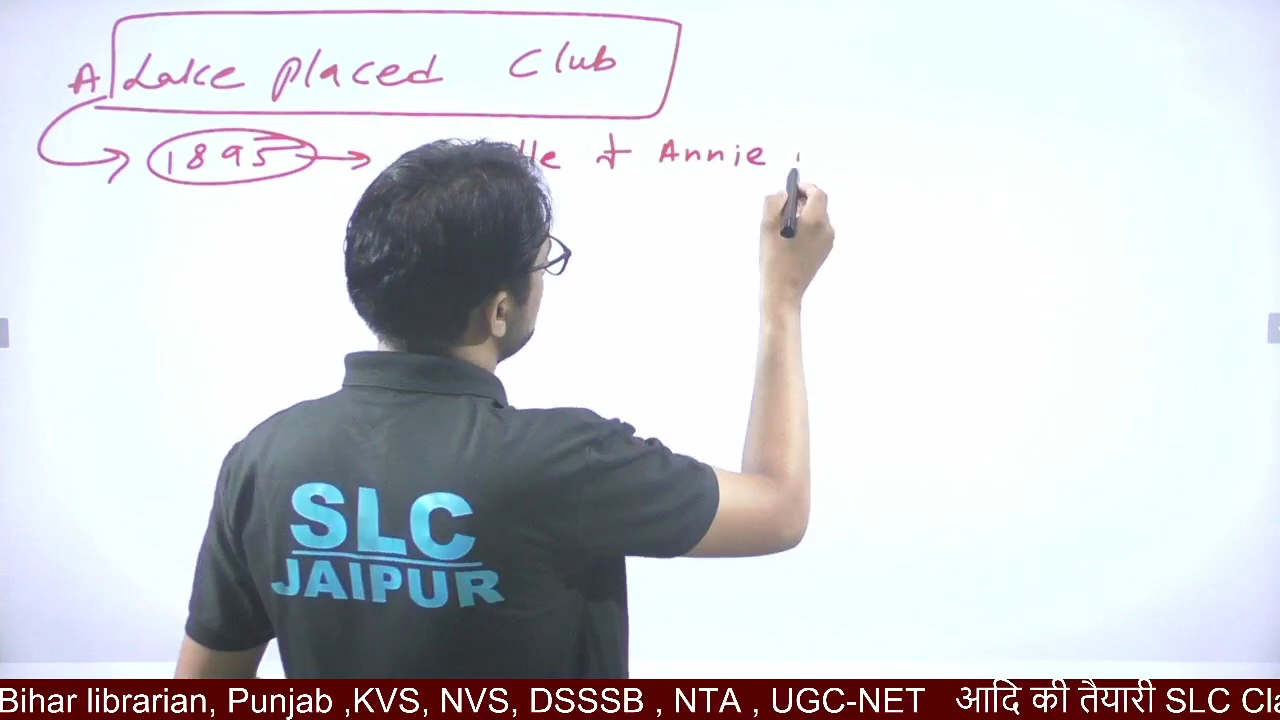 A Lake placed Club
1895 → lle & Annie
SLC
JAIPUR
Bihar librarian, Punjab ,KVS, NVS, DSSSB , NTA , UGC-NET आदि की तैयारी SLC Cla